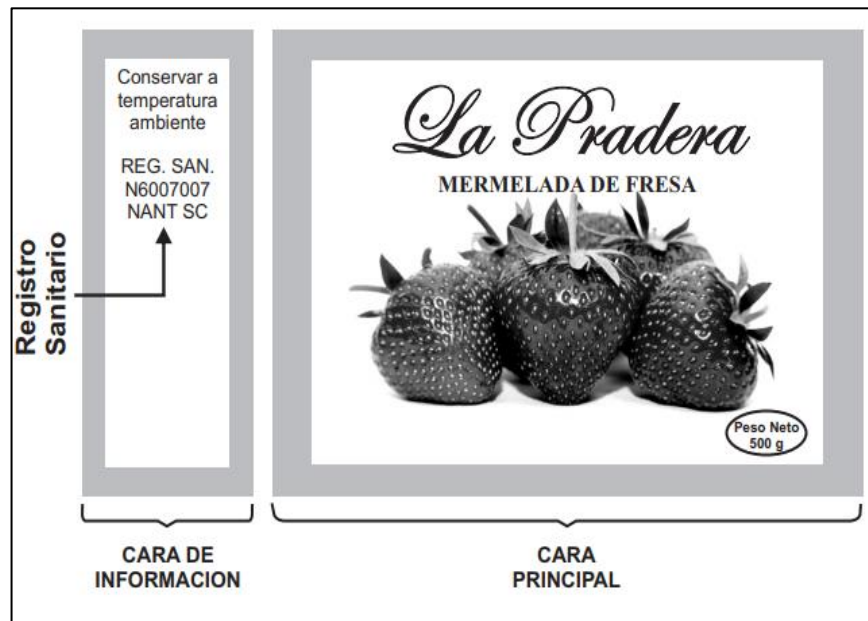 Conservar a
temperatura
ambiente
REG. SAN.
N6007007
NANT SC
Registro
Sanitario
La Pradera
MERMELADA DE FRESA
Peso Neto
500 g
CARA DE
INFORMACION
CARA
PRINCIPAL